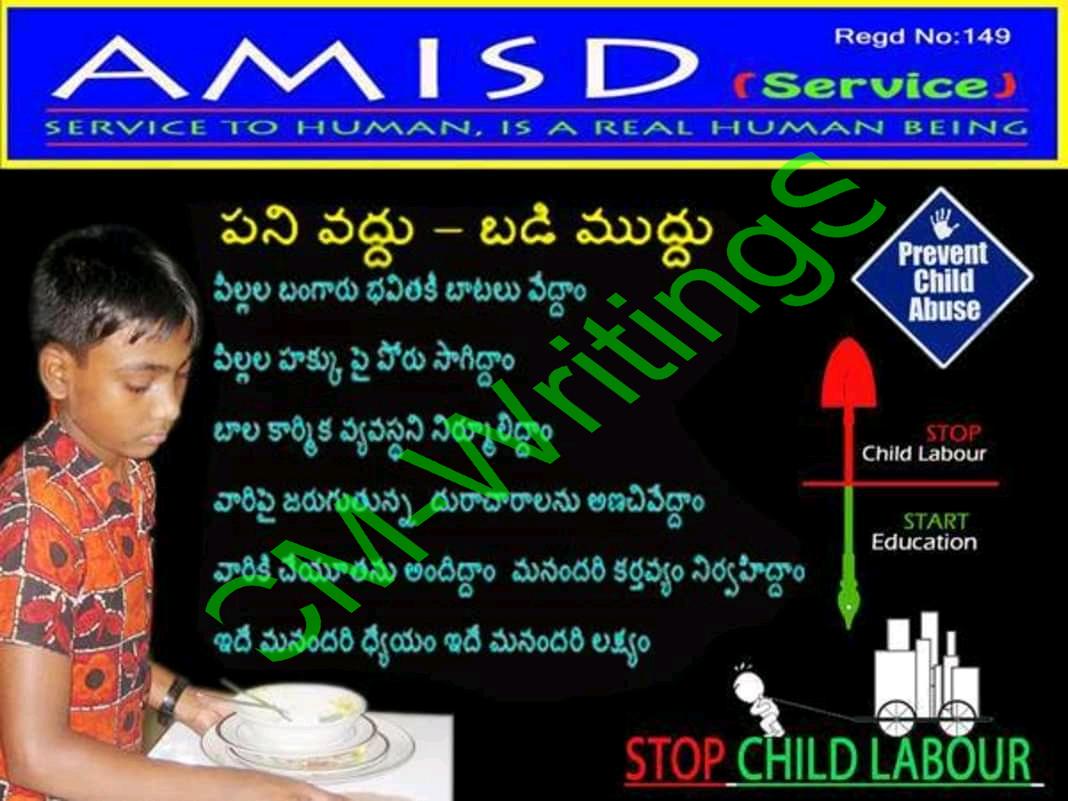 Regd No:149
AMISD (Service)
SERVICE TO HUMAN, IS A REAL HUMAN BEING
పని వద్దు – బడి ముద్దు
పిల్లల బంగారు భవితకి బాటలు వేద్దాం
పిల్లల హక్కు పై పోరు సాగిద్దాం
బాల కార్మిక వ్యవస్థని నిర్మూలిద్దాం
వారిపై జరుగుతున్న దురాచారాలను అణచివేద్దాం
వారికి చేయూతను అందిద్దాం మనందరి కర్తవ్యం నిర్వహిద్దాం
ఇదే మనందరి ధ్యేయం ఇదే మనందరి లక్ష్యం
Prevent
Child
Abuse
STOP
Child Labour
START
Education
STOP CHILD LABOUR
CM-Writings